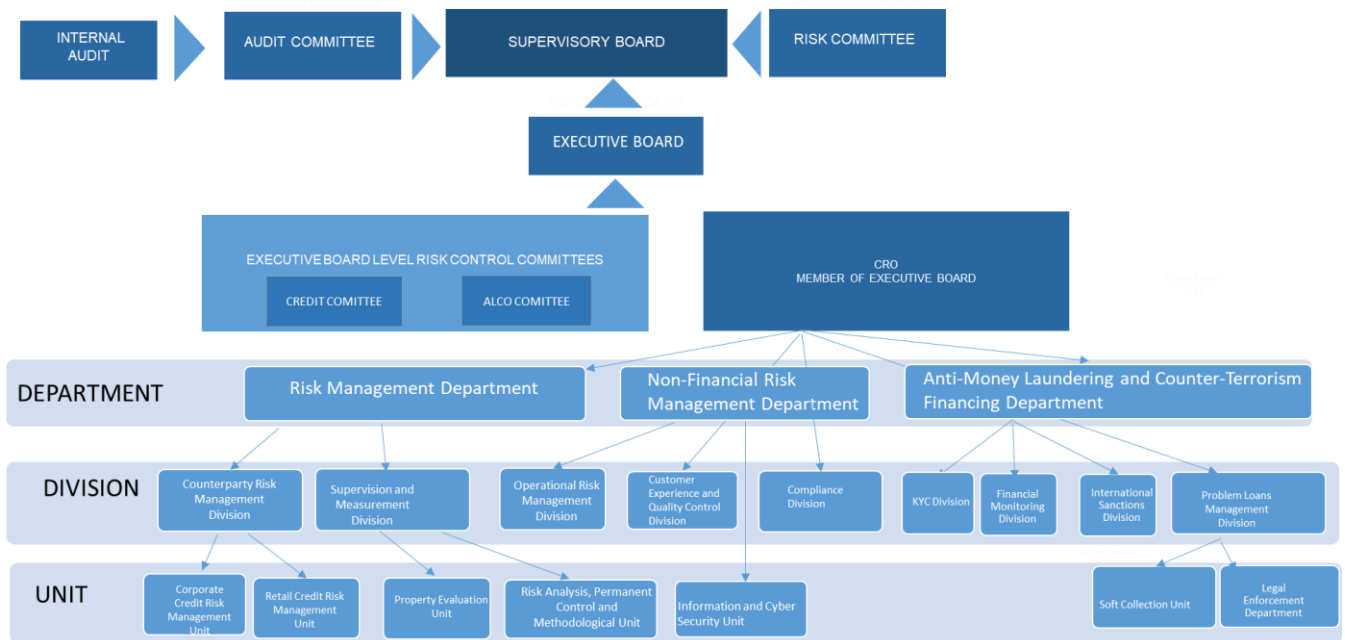 INTERNAL
AUDIT
AUDIT COMMITTEE
SUPERVISORY BOARD
RISK COMMITTEE
EXECUTIVE BOARD
EXECUTIVE BOARD LEVEL RISK CONTROL COMMITTEES
CREDIT COMITTEE
ALCO COMITTEE
CRO
MEMBER OF EXECUTIVE BOARD
DEPARTMENT
Risk Management Department
Non-Financial Risk
Management Department
Anti-Money Laundering and Counter-Terrorism
Financing Department
DIVISION
Counterparty Risk
Management
Division
Supervision and
Measurement
Division
Operational Risk
Management
Division
Customer
Experience and
Quality Control
Division
Compliance
Division
KYC Division
Financial
Monitoring
Division
International
Sanctions
Division
Problem Loans
Management
Division
UNIT
Corporate
Credit Risk
Management
Unit
Retail Credit Risk
Management
Unit
Property Evaluation
Unit
Risk Analysis, Permanent
Control and
Methodological Unit
Information and Cyber
Security Unit
Soft Collection Unit
Legal
Enforcement
Department